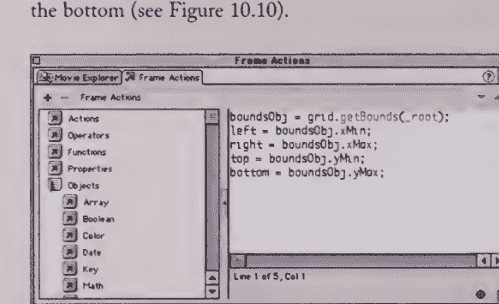 the bottom (see Figure 10.10).
Frame Actions
Movie Explorer Frame Actions ?
+ − Frame Actions
Actions
Operators
Functions
Properties
Objects
Array
Boolean
Color
Date
Key
Math
boundsObj = grid.getBounds(_root);
left = boundsObj.xMin;
right = boundsObj.xMax;
top = boundsObj.yMin;
bottom = boundsObj.yMax;
Line 1 of 5, Col 1